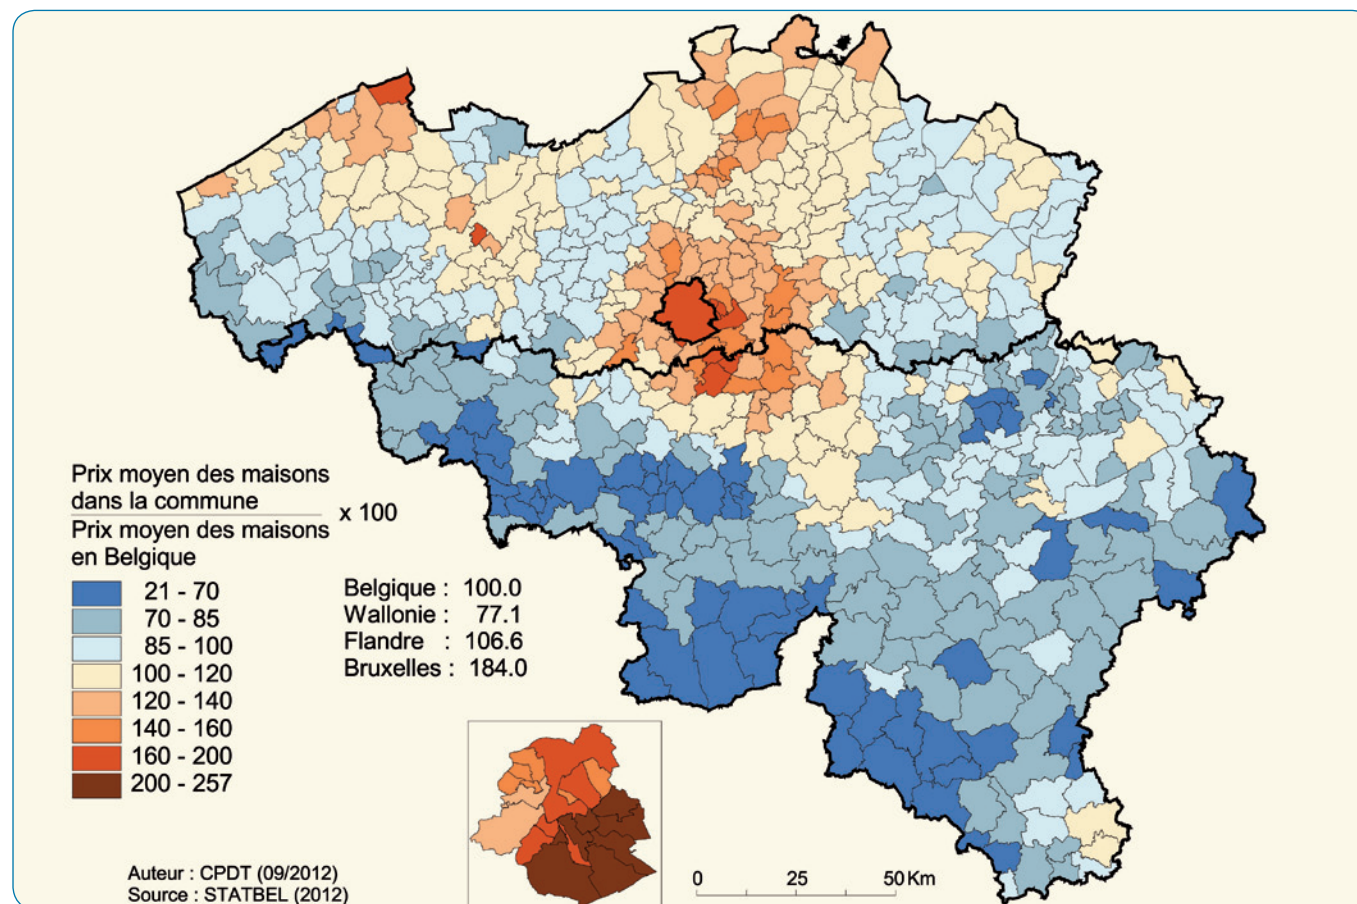 Prix moyen des maisons
dans la commune
x 100
Prix moyen des maisons
en Belgique
21 - 70
70 - 85
85 - 100
100 - 120
120 - 140
140 - 160
160 - 200
200 - 257
Belgique : 100.0
Wallonie : 77.1
Flandre : 106.6
Bruxelles : 184.0
Auteur : CPDT (09/2012)
Source : STATBEL (2012)
0 25 50 Km